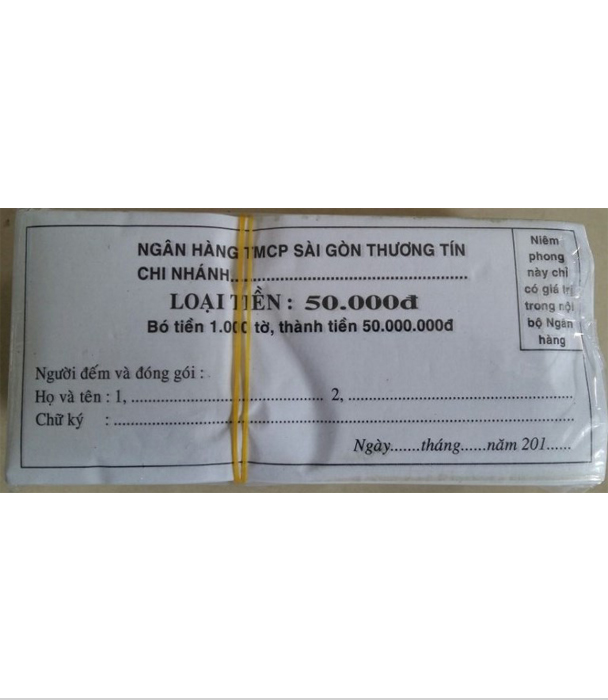 NGÂN HÀNG TMCP SÀI GÒN THƯƠNG TÍN
CHI NHÁNH..................................................
LOẠI TIỀN : 50.000đ
Bó tiền 1.000 tờ, thành tiền 50.000.000đ
Niêm
phong
này chỉ
có giá trị
trong nội
bộ Ngân
hàng
Người đếm và đóng gói :
Họ và tên : 1, .......................................... 2, ..................................................
Chữ ký : ....................................................................................................
Ngày.......tháng......năm 201......